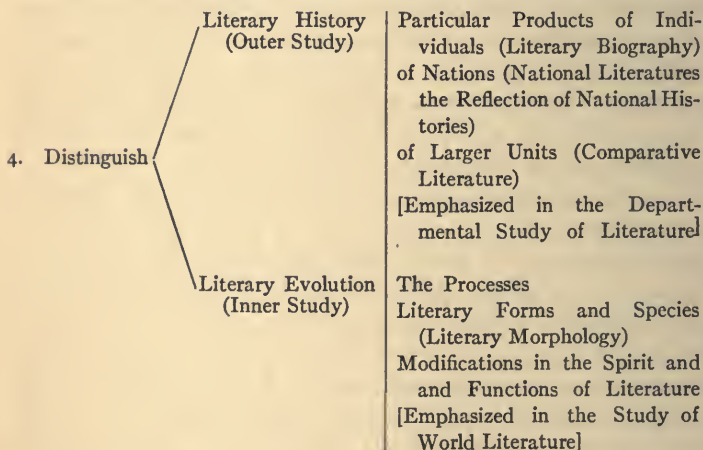 4. Distinguish
Literary History
(Outer Study)
Particular Products of Indi-
viduals (Literary Biography)
of Nations (National Literatures
the Reflection of National His-
tories)
of Larger Units (Comparative
Literature)
[Emphasized in the Depart-
mental Study of Literature]
Literary Evolution
(Inner Study)
The Processes
Literary Forms and Species
(Literary Morphology)
Modifications in the Spirit and
and Functions of Literature
[Emphasized in the Study of
World Literature]